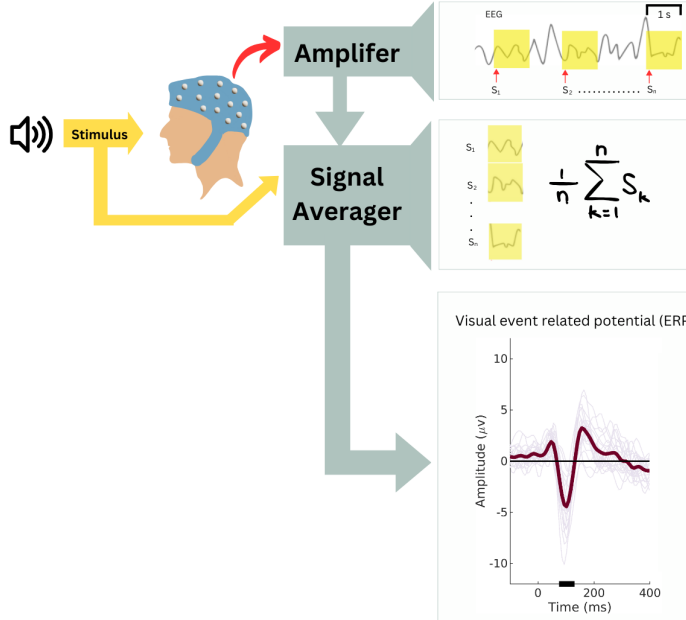 EEG
1 s
Amplifer
S1
S2 .............. Sn
Stimulus
Signal
Averager
S1
S2
.
.
.
Sn
1/n n∑k=1 Sk
Visual event related potential (ERP
Amplitude (μv)
10
5
0
-5
-10
0
200
400
Time (ms)